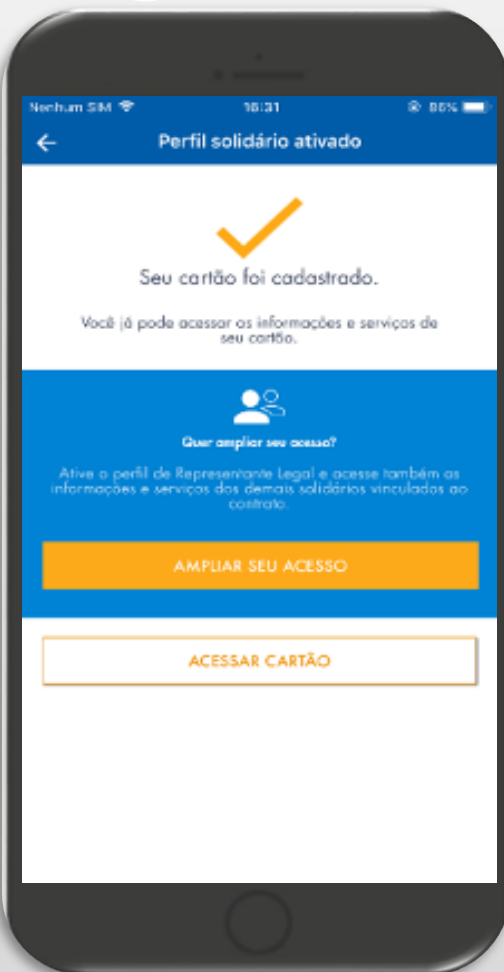 Nenhum SIM 16:31 86%
Perfil solidário ativado
Seu cartão foi cadastrado.
Você já pode acessar as informações e serviços de
seu cartão.
Quer ampliar seu acesso?
Ative o perfil de Representante Legal e acesse também as
informações e serviços dos demais solidários vinculados ao
contrato.
AMPLIAR SEU ACESSO
ACESSAR CARTÃO